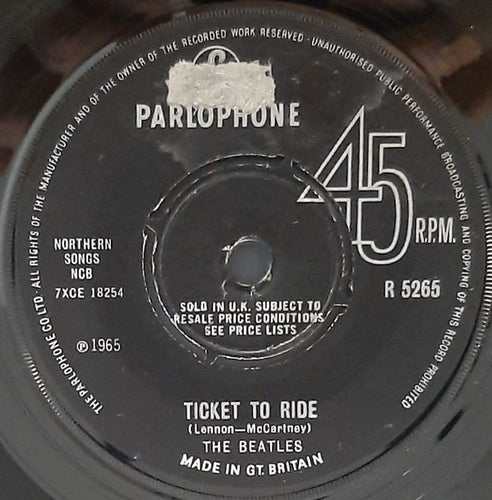 THE PARLOPHONE CO LTD · ALL RIGHTS OF THE MANUFACTURER AND OF THE OWNER OF THE RECORDED WORK RESERVED · UNAUTHORISED PUBLIC PERFORMANCE BROADCASTING AND COPYING OF THIS RECORD PROHIBITED
PARLOPHONE
45
R.P.M.
NORTHERN
SONGS
NCB
7XCE 18254
R 5265
SOLD IN U.K. SUBJECT TO
RESALE PRICE CONDITIONS
SEE PRICE LISTS
℗ 1965
TICKET TO RIDE
(Lennon—McCartney)
THE BEATLES
MADE IN GT. BRITAIN